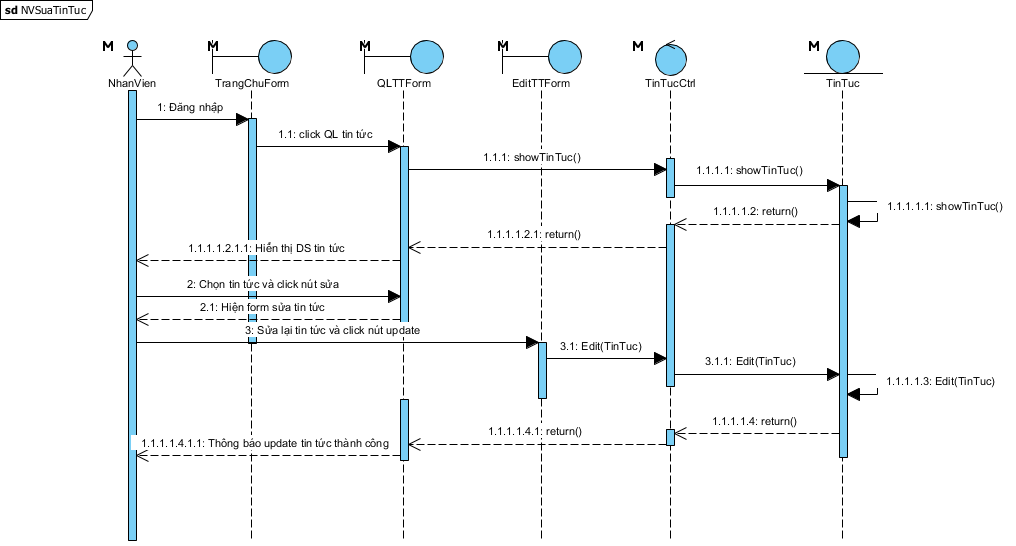 sd NVSuaTinTuc
M M M M M M
NhanVien TrangChuForm QLTTForm EditTTForm TinTucCtrl TinTuc
1: Đăng nhập
1.1: click QL tin tức
1.1.1: showTinTuc()
1.1.1.1: showTinTuc()
1.1.1.1.1: showTinTuc()
1.1.1.1.2: return()
1.1.1.1.2.1: return()
1.1.1.1.2.1.1: Hiển thị DS tin tức
2: Chọn tin tức và click nút sửa
2.1: Hiện form sửa tin tức
3: Sửa lại tin tức và click nút update
3.1: Edit(TinTuc)
3.1.1: Edit(TinTuc)
1.1.1.1.3: Edit(TinTuc)
1.1.1.1.4: return()
1.1.1.1.4.1: return()
1.1.1.1.4.1.1: Thông báo update tin tức thành công